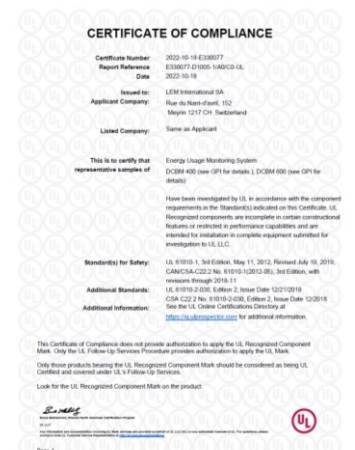 CERTIFICATE OF COMPLIANCE
Certificate Number 2022-10-18-E338077
Report Reference E338077-D1005-1/A0/C0-UL
Date 2022-10-18
Issued to: LEM International SA
Applicant Company: Rue du Nant-d'avril, 152
Meyrin 1217 CH Switzerland
Listed Company: Same as Applicant
This is to certify that Energy Usage Monitoring System
representative samples of DCBM 400 (see GPI for details ), DCBM 600 (see GPI for
details)
Have been investigated by UL in accordance with the component
requirements in the Standard(s) indicated on this Certificate. UL
Recognized components are incomplete in certain constructional
features or restricted in performance capabilities and are
intended for installation in complete equipment submitted for
investigation to UL LLC.
Standard(s) for Safety: UL 61010-1, 3rd Edition, May 11, 2012, Revised July 19, 2019,
CAN/CSA-C22.2 No. 61010-1(2012-05), 3rd Edition, with
revisions through 2018-11
Additional Standards: UL 61010-2-030, Edition 2, Issue Date 12/21/2018
CSA C22.2 No. 61010-2-030, Edition 2, Issue Date 12/2018
Additional Information: See the UL Online Certifications Directory at
https://iq.ulprospector.com for additional information.
This Certificate of Compliance does not provide authorization to apply the UL Recognized Component
Mark. Only the UL Follow-Up Services Procedure provides authorization to apply the UL Mark.
Only those products bearing the UL Recognized Component Mark should be considered as being UL
Certified and covered under UL's Follow-Up Services.
Look for the UL Recognized Component Mark on the product.
UL